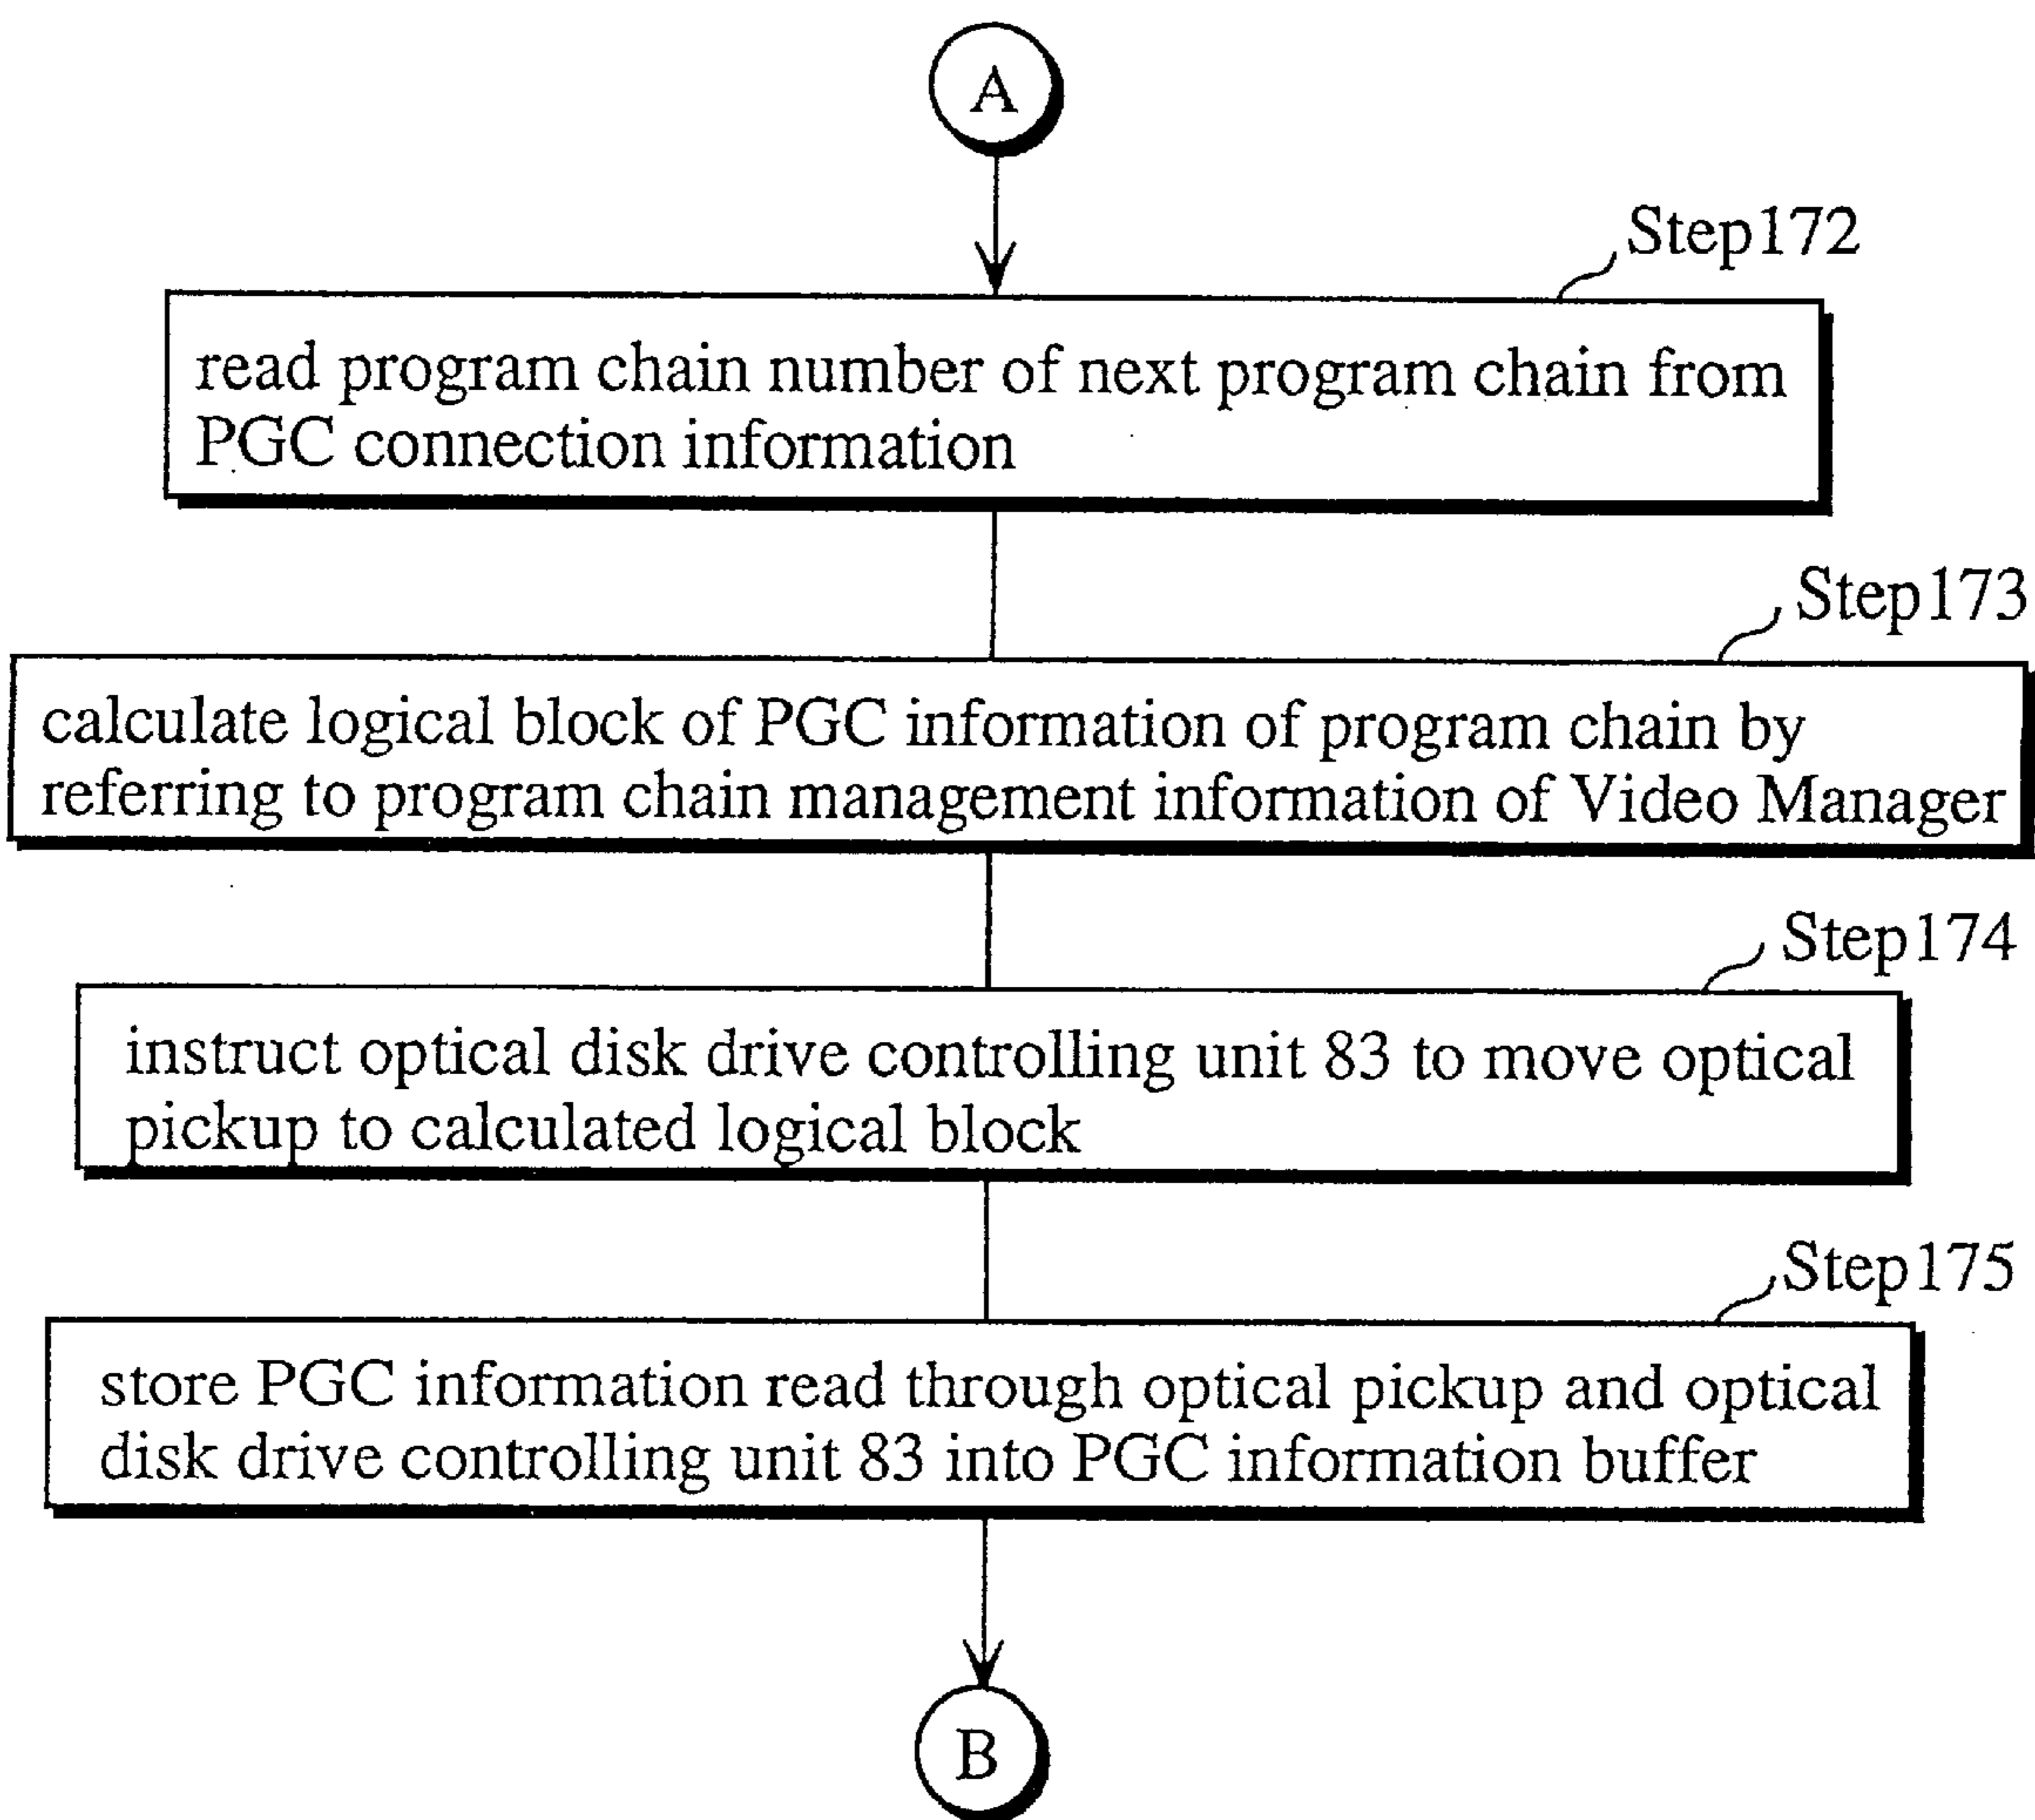 A
Step172
read program chain number of next program chain from
PGC connection information
Step173
calculate logical block of PGC information of program chain by
referring to program chain management information of Video Manager
Step174
instruct optical disk drive controlling unit 83 to move optical
pickup to calculated logical block
Step175
store PGC information read through optical pickup and optical
disk drive controlling unit 83 into PGC information buffer
B